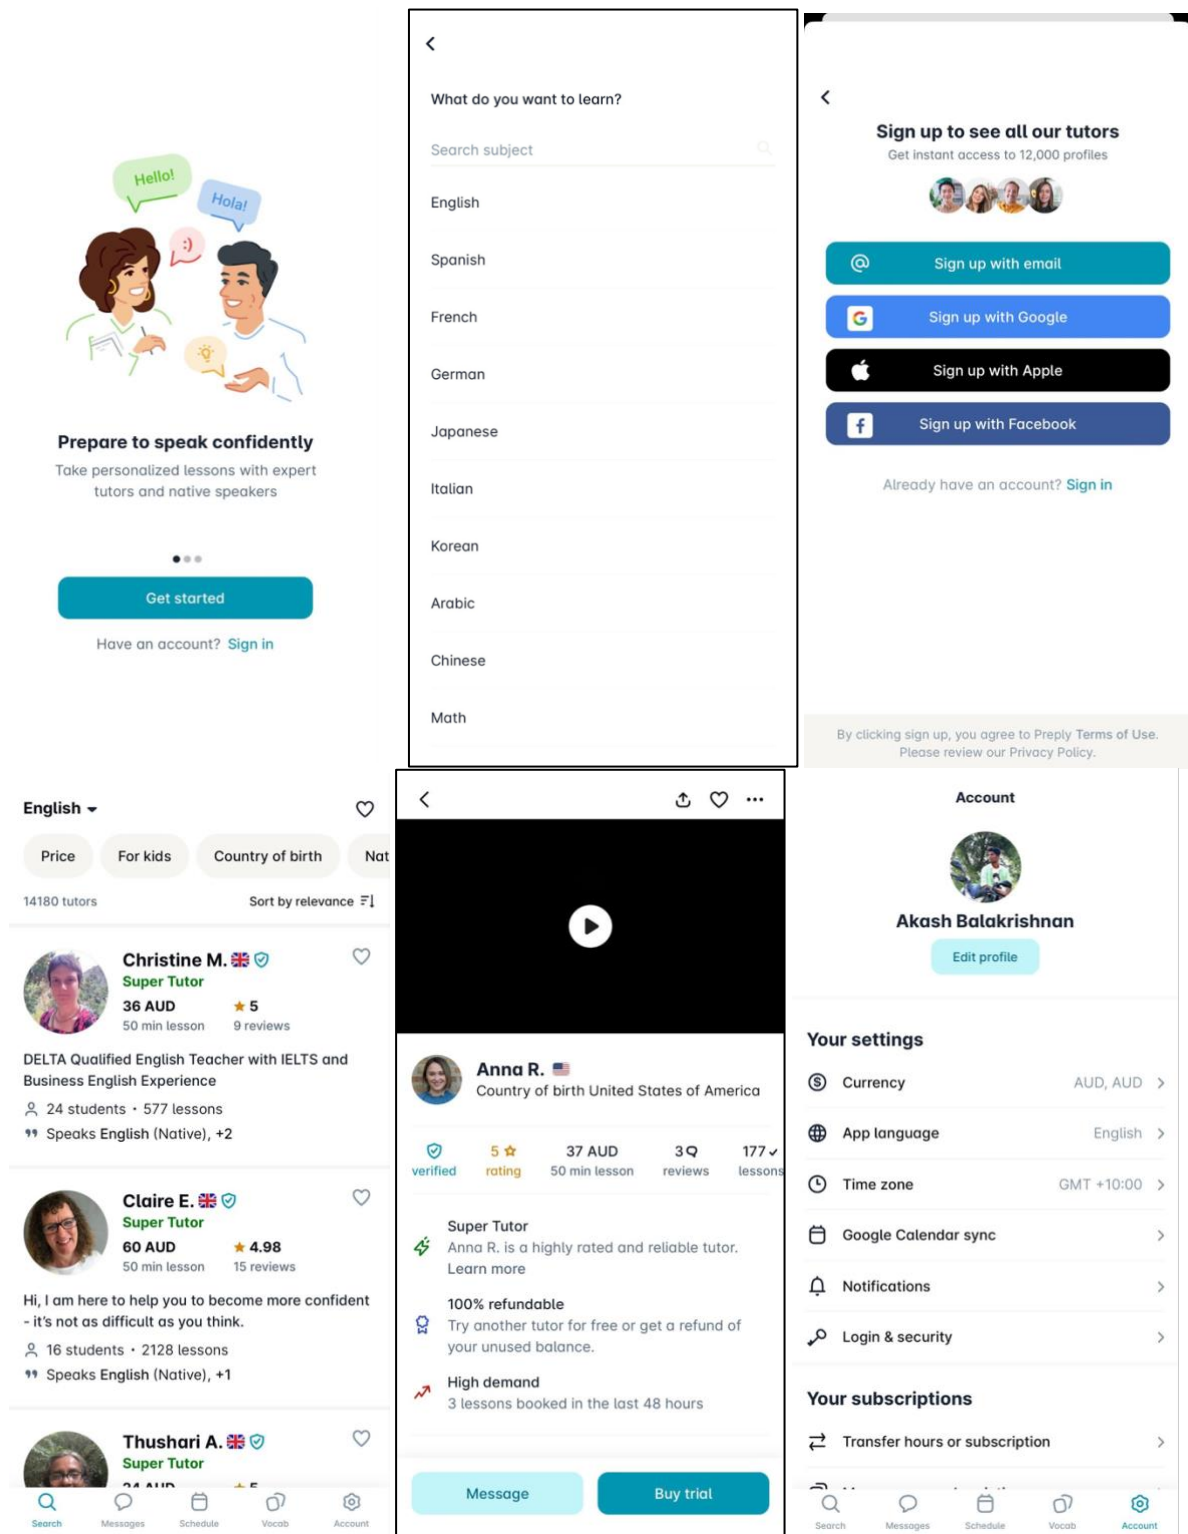 Hello!
Hola!
:)
Prepare to speak confidently
Take personalized lessons with expert
tutors and native speakers
Get started
Have an account? Sign in
What do you want to learn?
Search subject
English
Spanish
French
German
Japanese
Italian
Korean
Arabic
Chinese
Math
Sign up to see all our tutors
Get instant access to 12,000 profiles
Sign up with email
Sign up with Google
Sign up with Apple
Sign up with Facebook
Already have an account? Sign in
By clicking sign up, you agree to Preply Terms of Use.
Please review our Privacy Policy.
English
Price For kids Country of birth Nat
14180 tutors Sort by relevance
Christine M.
Super Tutor
36 AUD 5
50 min lesson 9 reviews
DELTA Qualified English Teacher with IELTS and
Business English Experience
24 students • 577 lessons
Speaks English (Native), +2
Claire E.
Super Tutor
60 AUD 4.98
50 min lesson 15 reviews
Hi, I am here to help you to become more confident
- it's not as difficult as you think.
16 students • 2128 lessons
Speaks English (Native), +1
Thushari A.
Super Tutor
Search Messages Schedule Vocab Account
Anna R.
Country of birth United States of America
5 37 AUD 3 177
verified rating 50 min lesson reviews lessons
Super Tutor
Anna R. is a highly rated and reliable tutor.
Learn more
100% refundable
Try another tutor for free or get a refund of
your unused balance.
High demand
3 lessons booked in the last 48 hours
Message Buy trial
Account
Akash Balakrishnan
Edit profile
Your settings
Currency AUD, AUD
App language English
Time zone GMT +10:00
Google Calendar sync
Notifications
Login & security
Your subscriptions
Transfer hours or subscription
Search Messages Schedule Vocab Account